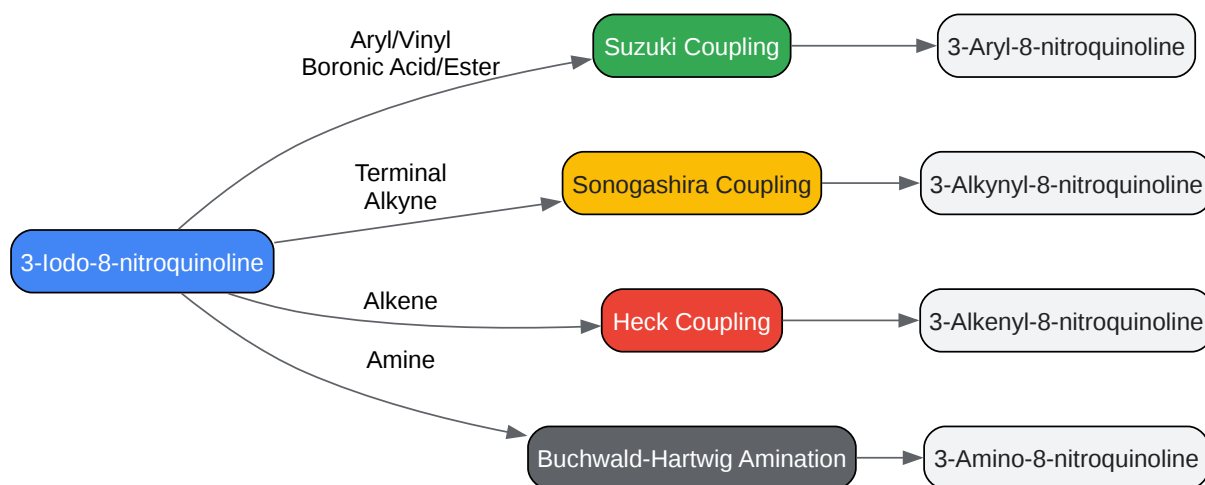 Aryl/Vinyl
Boronic Acid/Ester
Suzuki Coupling
3-Aryl-8-nitroquinoline
Terminal
Alkyne
Sonogashira Coupling
3-Alkynyl-8-nitroquinoline
3-Iodo-8-nitroquinoline
Alkene
Heck Coupling
3-Alkenyl-8-nitroquinoline
Amine
Buchwald-Hartwig Amination
3-Amino-8-nitroquinoline